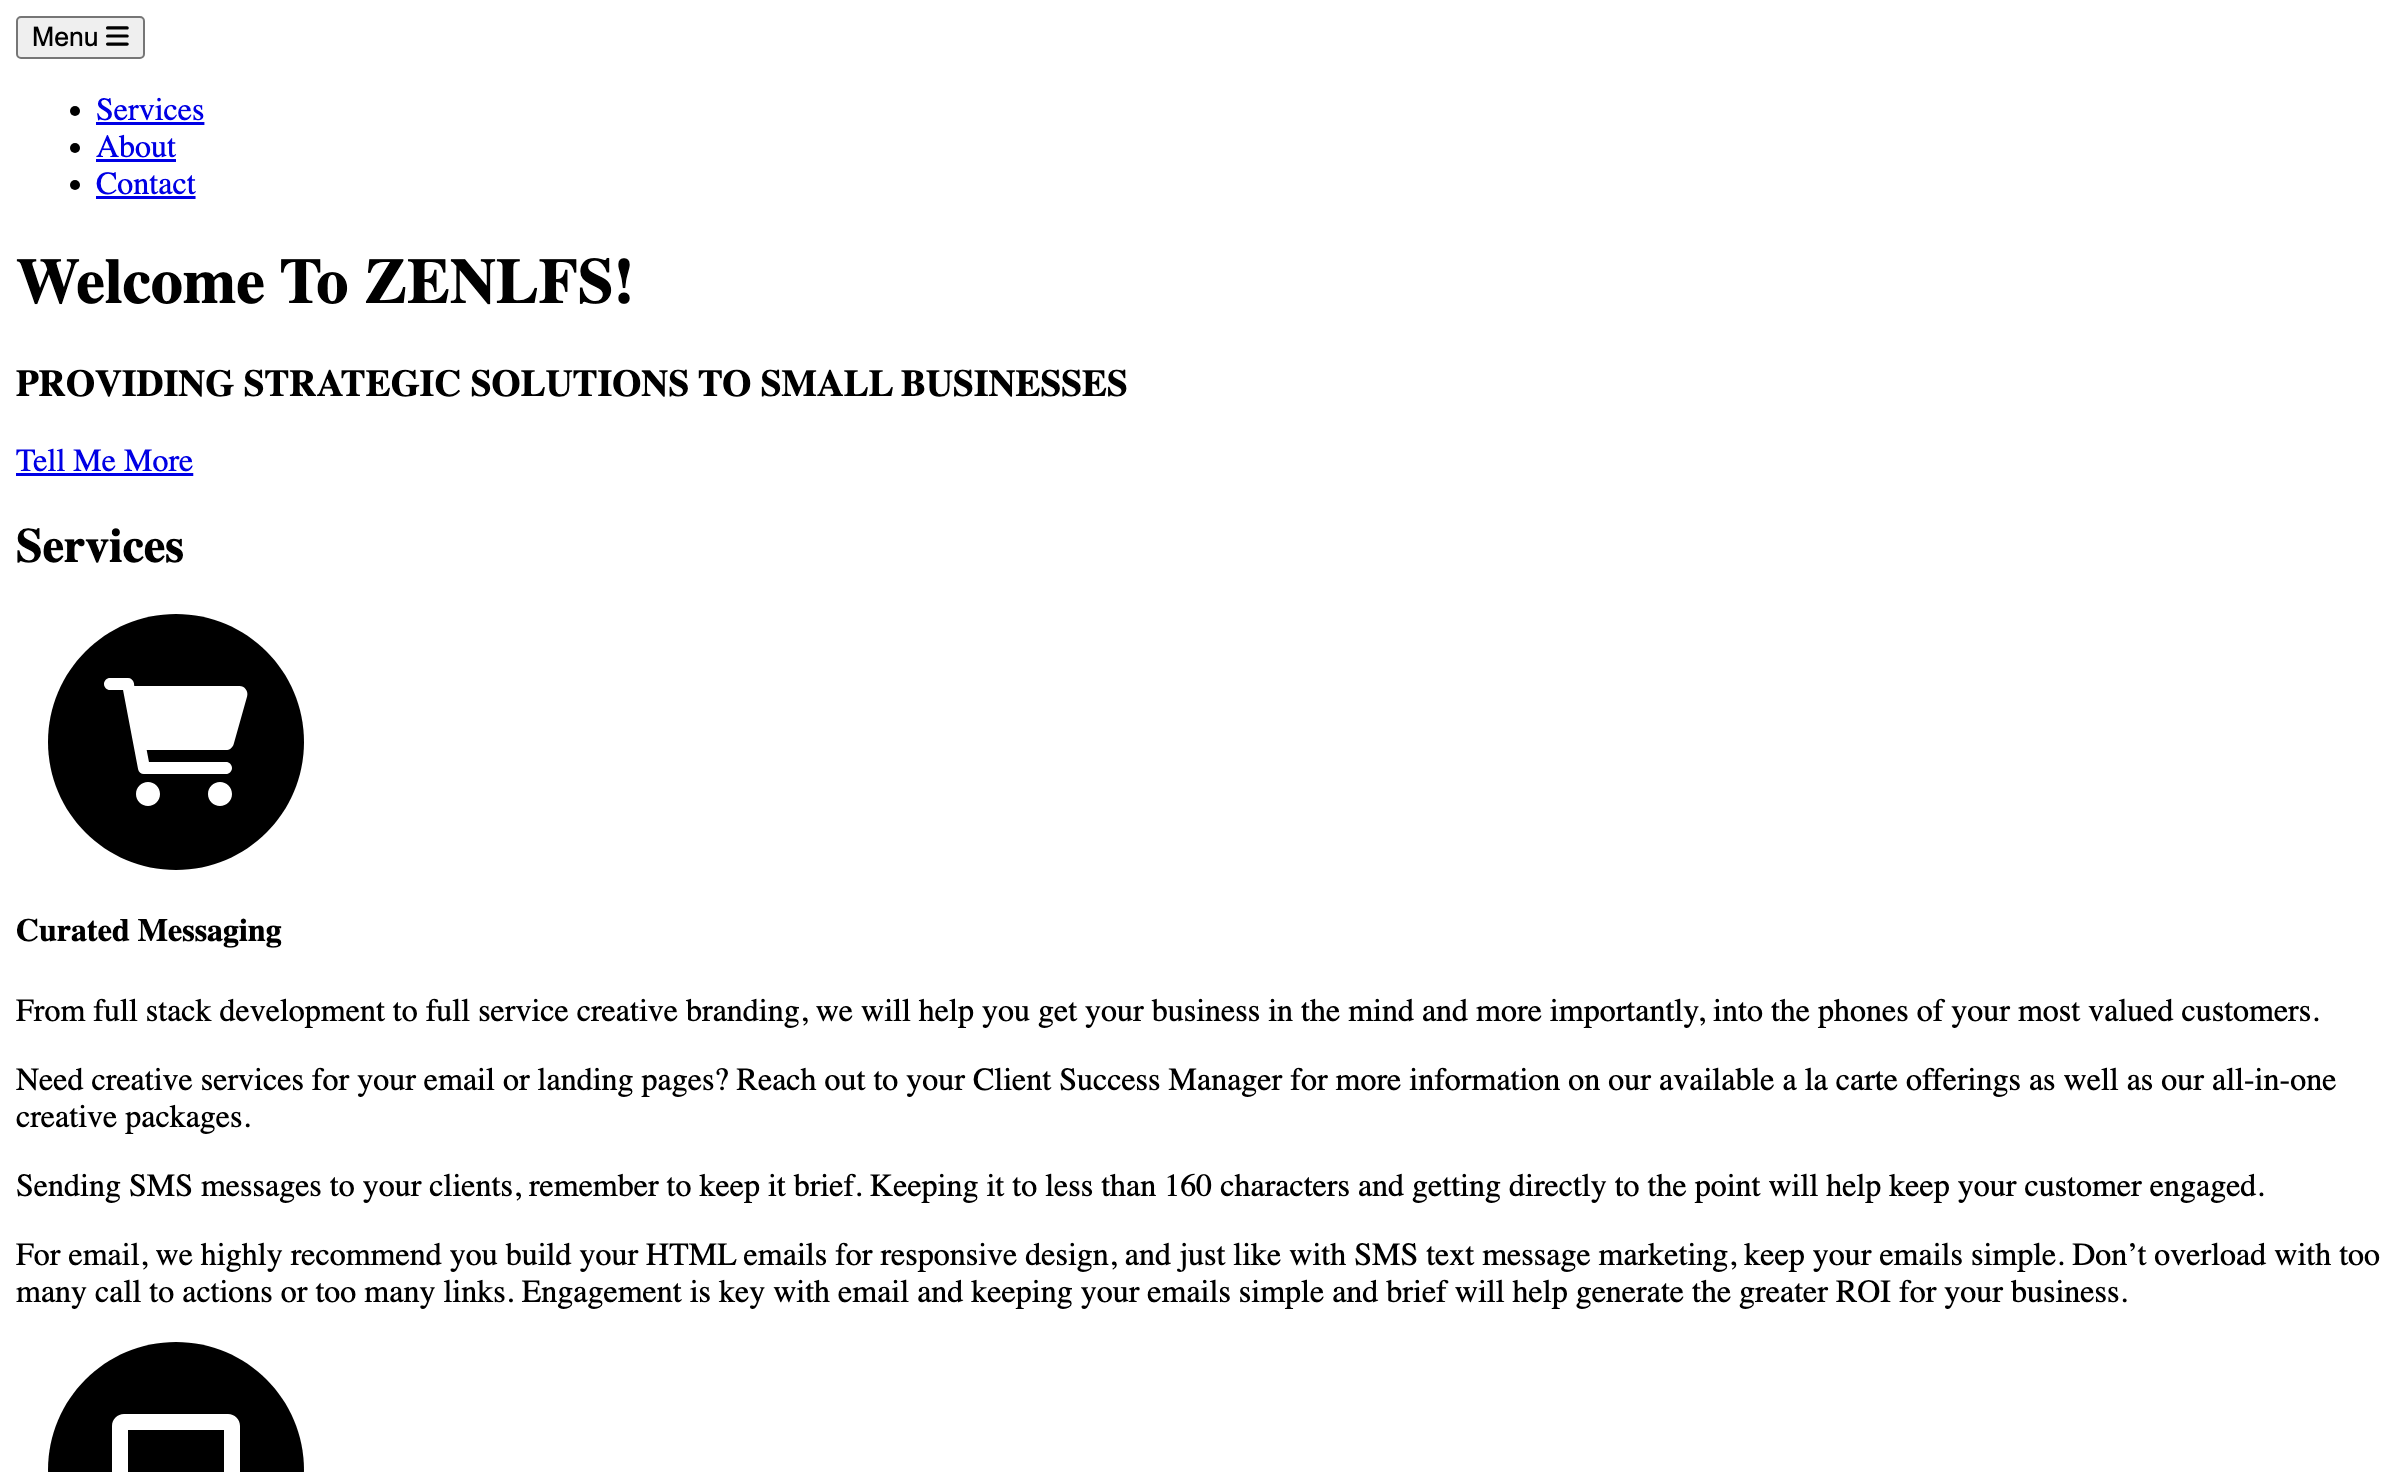 Menu
Services
About
Contact
Welcome To ZENLFS!
PROVIDING STRATEGIC SOLUTIONS TO SMALL BUSINESSES
Tell Me More
Services
Curated Messaging
From full stack development to full service creative branding, we will help you get your business in the mind and more importantly, into the phones of your most valued customers.
Need creative services for your email or landing pages? Reach out to your Client Success Manager for more information on our available a la carte offerings as well as our all-in-one
creative packages.
Sending SMS messages to your clients, remember to keep it brief. Keeping it to less than 160 characters and getting directly to the point will help keep your customer engaged.
For email, we highly recommend you build your HTML emails for responsive design, and just like with SMS text message marketing, keep your emails simple. Don’t overload with too
many call to actions or too many links. Engagement is key with email and keeping your emails simple and brief will help generate the greater ROI for your business.